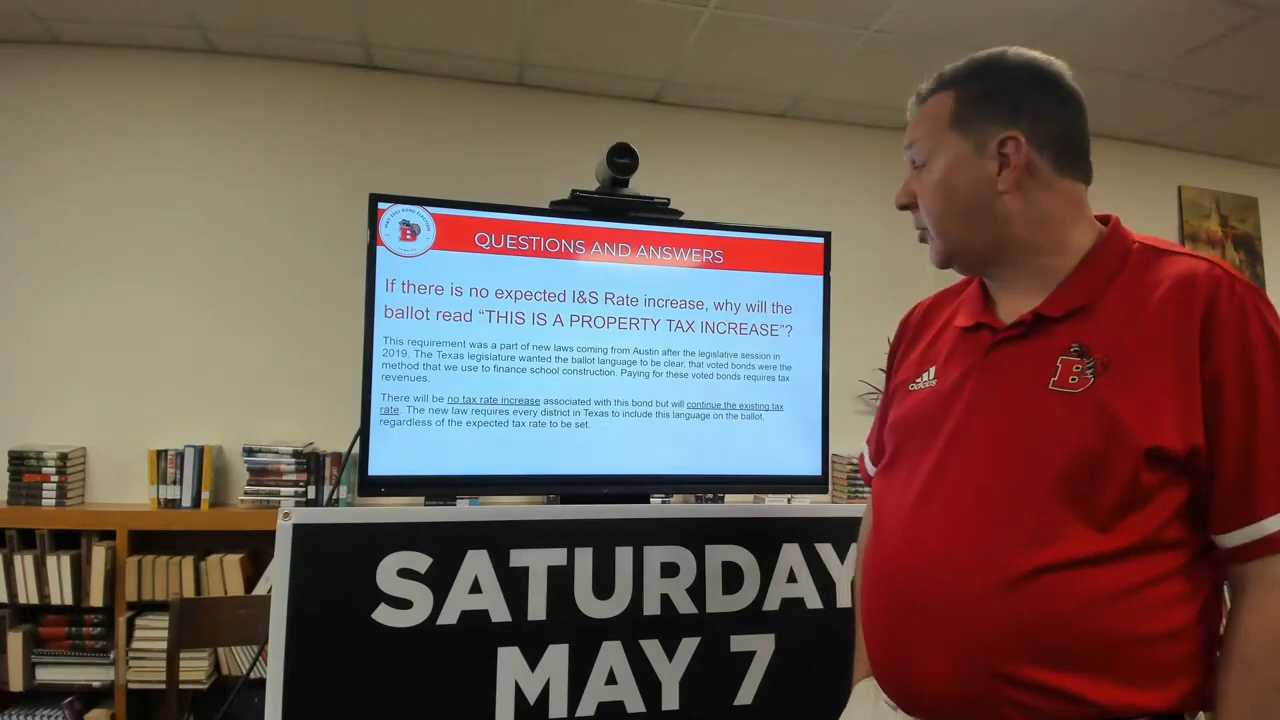 MAY 2022 BOND ELECTION
B
QUESTIONS AND ANSWERS
If there is no expected I&S Rate increase, why will the
ballot read “THIS IS A PROPERTY TAX INCREASE”?
This requirement was a part of new laws coming from Austin after the legislative session in
2019. The Texas legislature wanted the ballot language to be clear, that voted bonds were the
method that we use to finance school construction. Paying for these voted bonds requires tax
revenues.
There will be no tax rate increase associated with this bond but will continue the existing tax
rate. The new law requires every district in Texas to include this language on the ballot,
regardless of the expected tax rate to be set.
adidas
B
SATURDAY
MAY 7